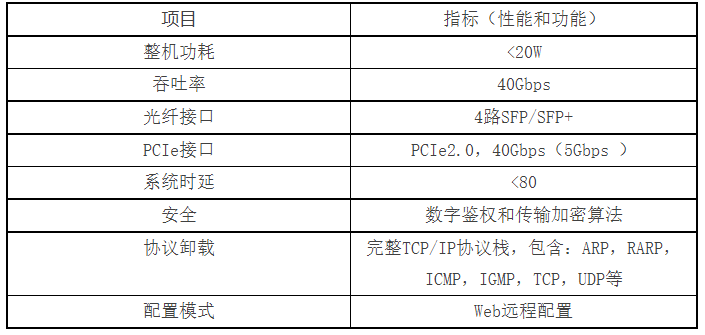 项目 指标（性能和功能）
整机功耗 <20W
吞吐率 40Gbps
光纤接口 4路SFP/SFP+
PCIe接口 PCIe2.0，40Gbps（5Gbps ）
系统时延 <80
安全 数字鉴权和传输加密算法
协议卸载 完整TCP/IP协议栈，包含：ARP，RARP，
ICMP，IGMP，TCP，UDP等
配置模式 Web远程配置